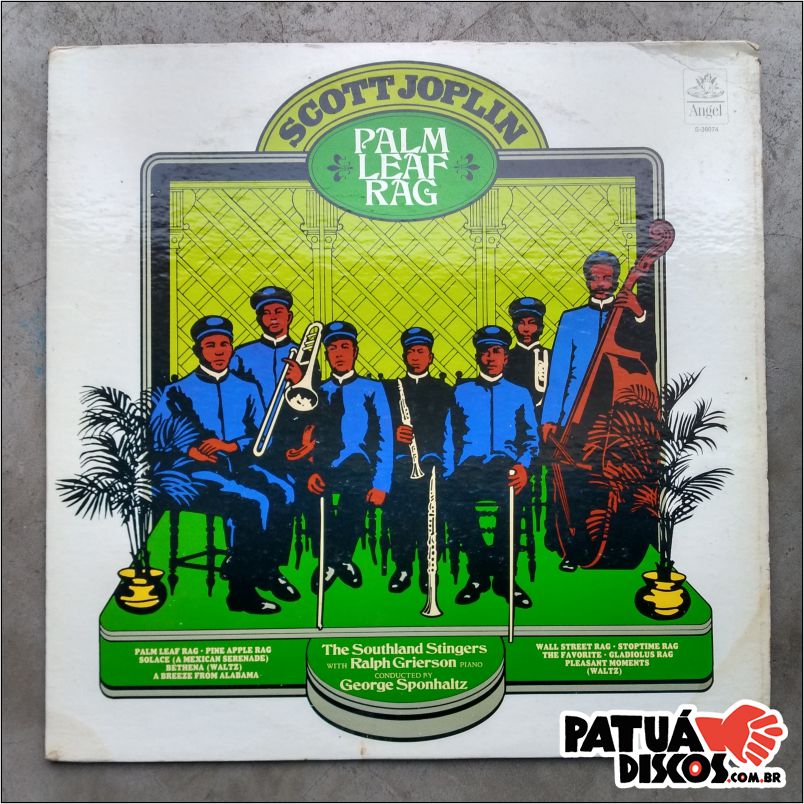 SCOTT JOPLIN
PALM
LEAF
RAG
Angel
S-36074
PALM LEAF RAG · PINE APPLE RAG
SOLACE (A MEXICAN SERENADE)
BETHENA (WALTZ)
A BREEZE FROM ALABAMA
The Southland Stingers
WITH Ralph Grierson PIANO
CONDUCTED BY
George Sponhaltz
WALL STREET RAG · STOPTIME RAG
THE FAVORITE · GLADIOLUS RAG
PLEASANT MOMENTS
(WALTZ)
PATUÁ
DISCOS.COM.BR